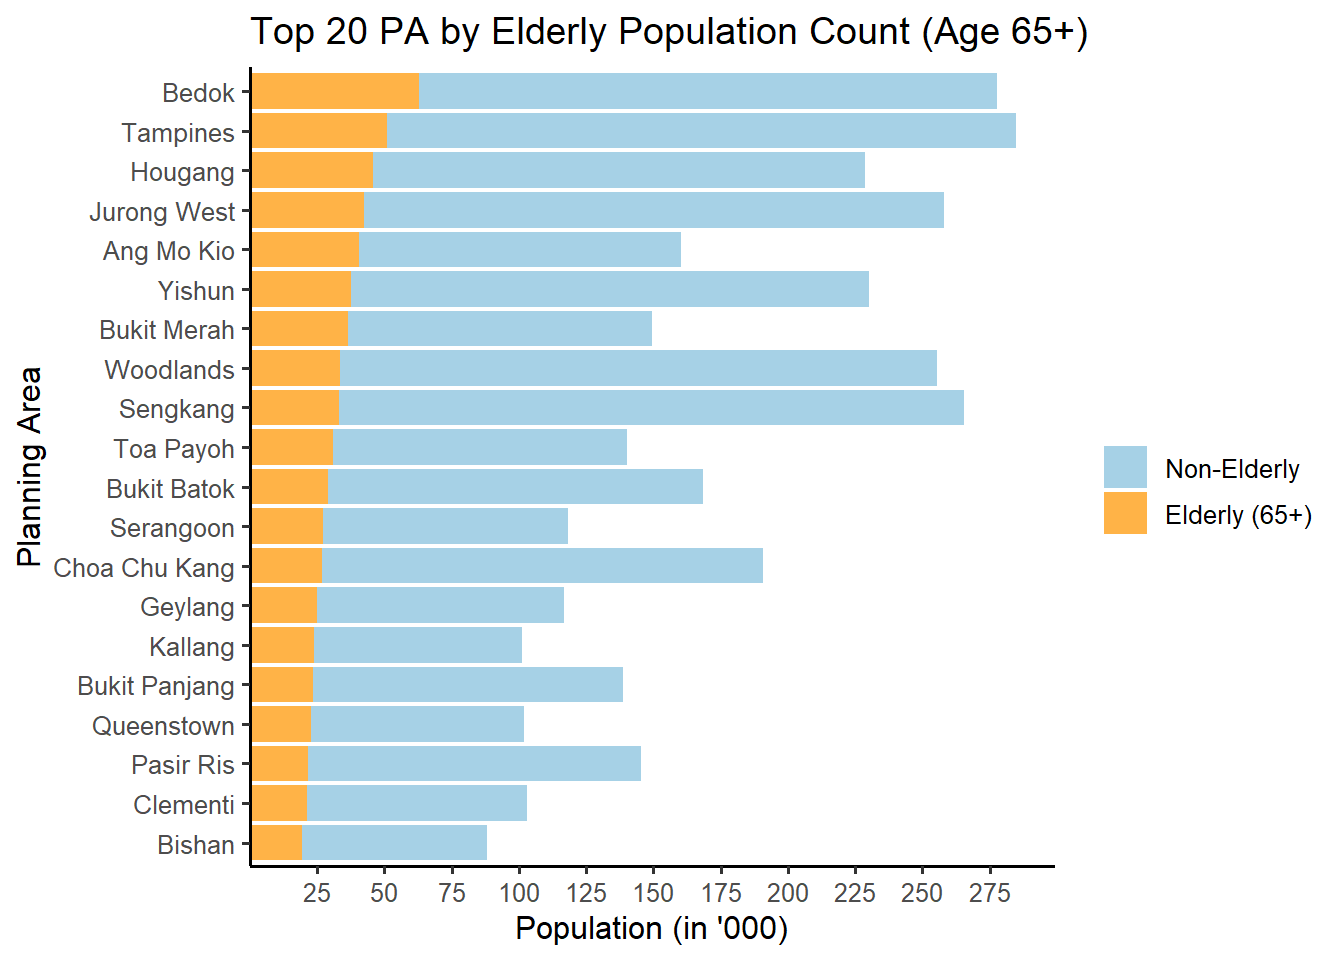 Top 20 PA by Elderly Population Count (Age 65+)
Bedok
Tampines
Hougang
Jurong West
Ang Mo Kio
Yishun
Bukit Merah
Woodlands
Sengkang
Toa Payoh
Bukit Batok
Serangoon
Choa Chu Kang
Geylang
Kallang
Bukit Panjang
Queenstown
Pasir Ris
Clementi
Bishan
Planning Area
25 50 75 100 125 150 175 200 225 250 275
Population (in '000)
Non-Elderly
Elderly (65+)